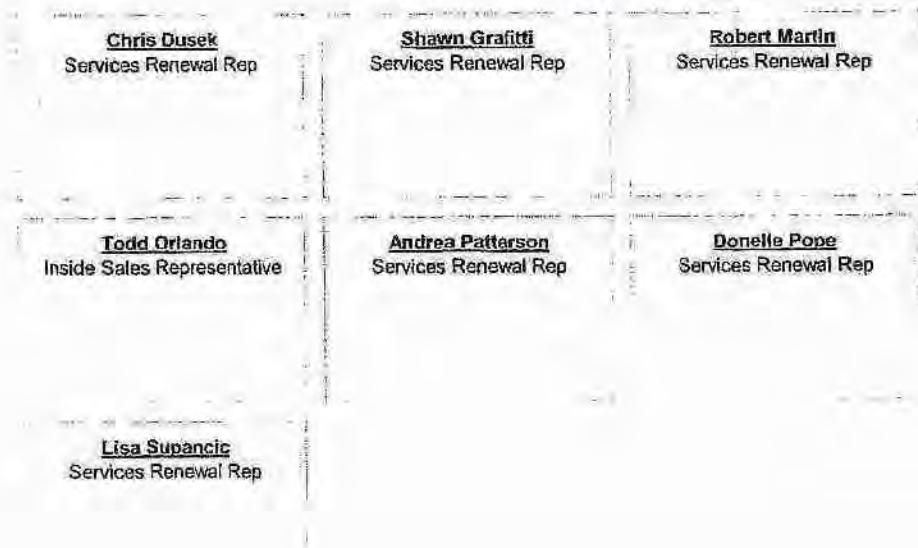 Chris Dusek
Services Renewal Rep
Shawn Grafitti
Services Renewal Rep
Robert Martin
Services Renewal Rep
Todd Orlando
Inside Sales Representative
Andrea Patterson
Services Renewal Rep
Donelle Pope
Services Renewal Rep
Lisa Supancic
Services Renewal Rep